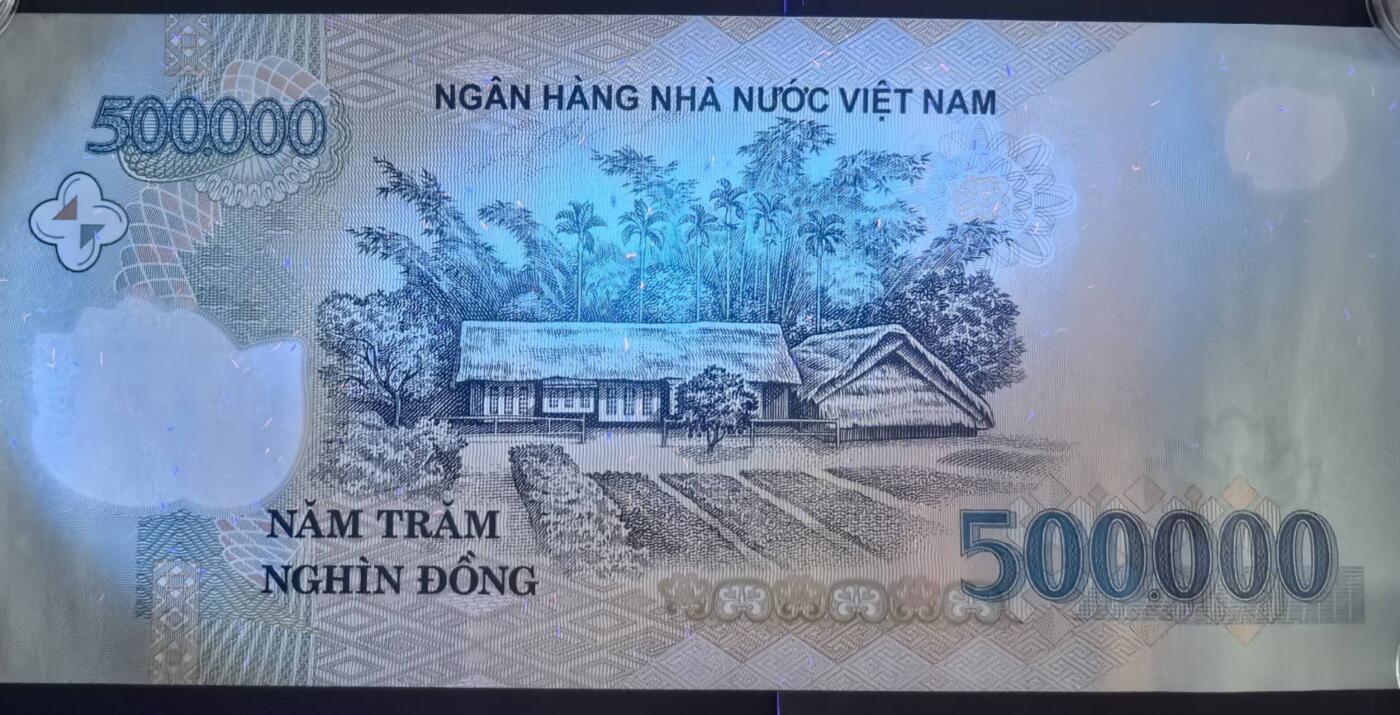 NGÂN HÀNG NHÀ NƯỚC VIỆT NAM
500.000
NĂM TRĂM
NGHÌN ĐỒNG
500.000